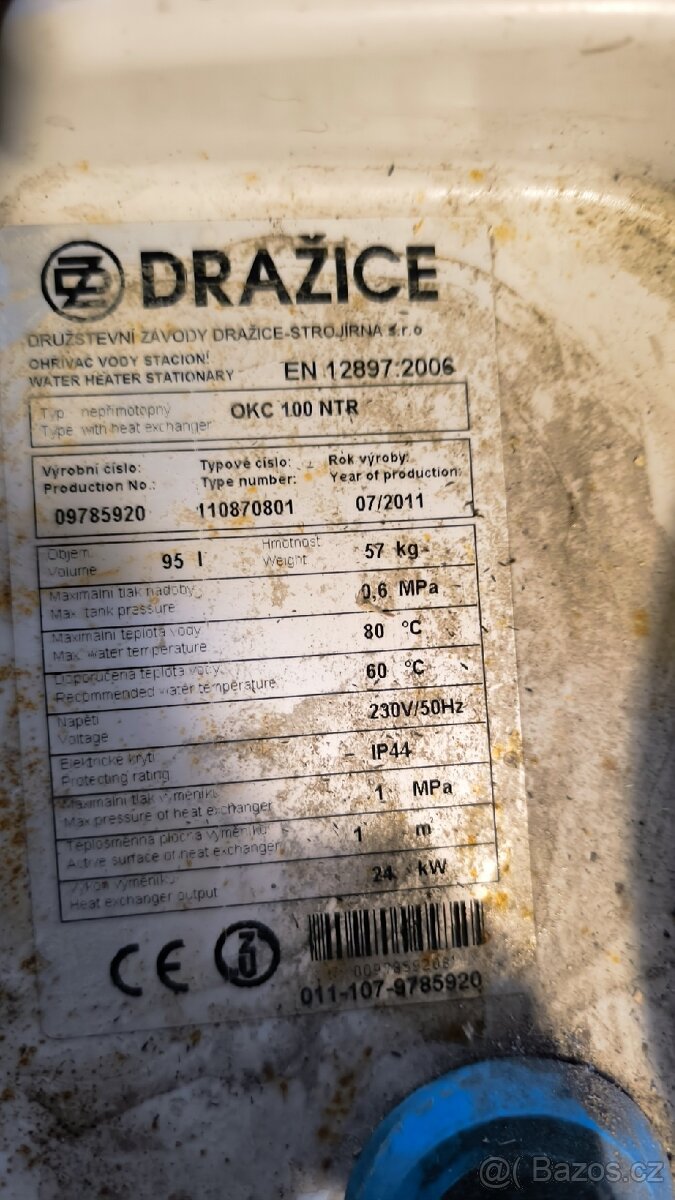 DRAŽICE
DRUŽSTEVNÍ ZÁVODY DRAŽICE-STROJÍRNA s.r.o
OHŘÍVAČ VODY STACION!
WATER HEATER STATIONARY EN 12897:2006
Typ nepřímotopný OKC 100 NTR
Type with heat exchanger
Výrobní číslo: Typové číslo: Rok výroby:
Production No.: Type number: Year of production:
09785920 110870801 07/2011
Objem Hmotnost
Volume 95 l Weight 57 kg
Maximální tlak nádoby 0,6 MPa
Max. tank pressure
Maximální teplota vody 80 °C
Max. water temperature
Doporučená teplota vody 60 °C
Recommended water temperature
Napětí 230V/50Hz
Voltage
Elektrické krytí IP44
Protecting rating
Maximální tlak výměníku 1 MPa
Max pressure of heat exchanger
Teplosměnná plocha výměníku 1 m²
Active surface of heat exchanger
Výkon výměníku 24 kW
Heat exchanger output
CE
011-107-9785920
@( Bazos.cz